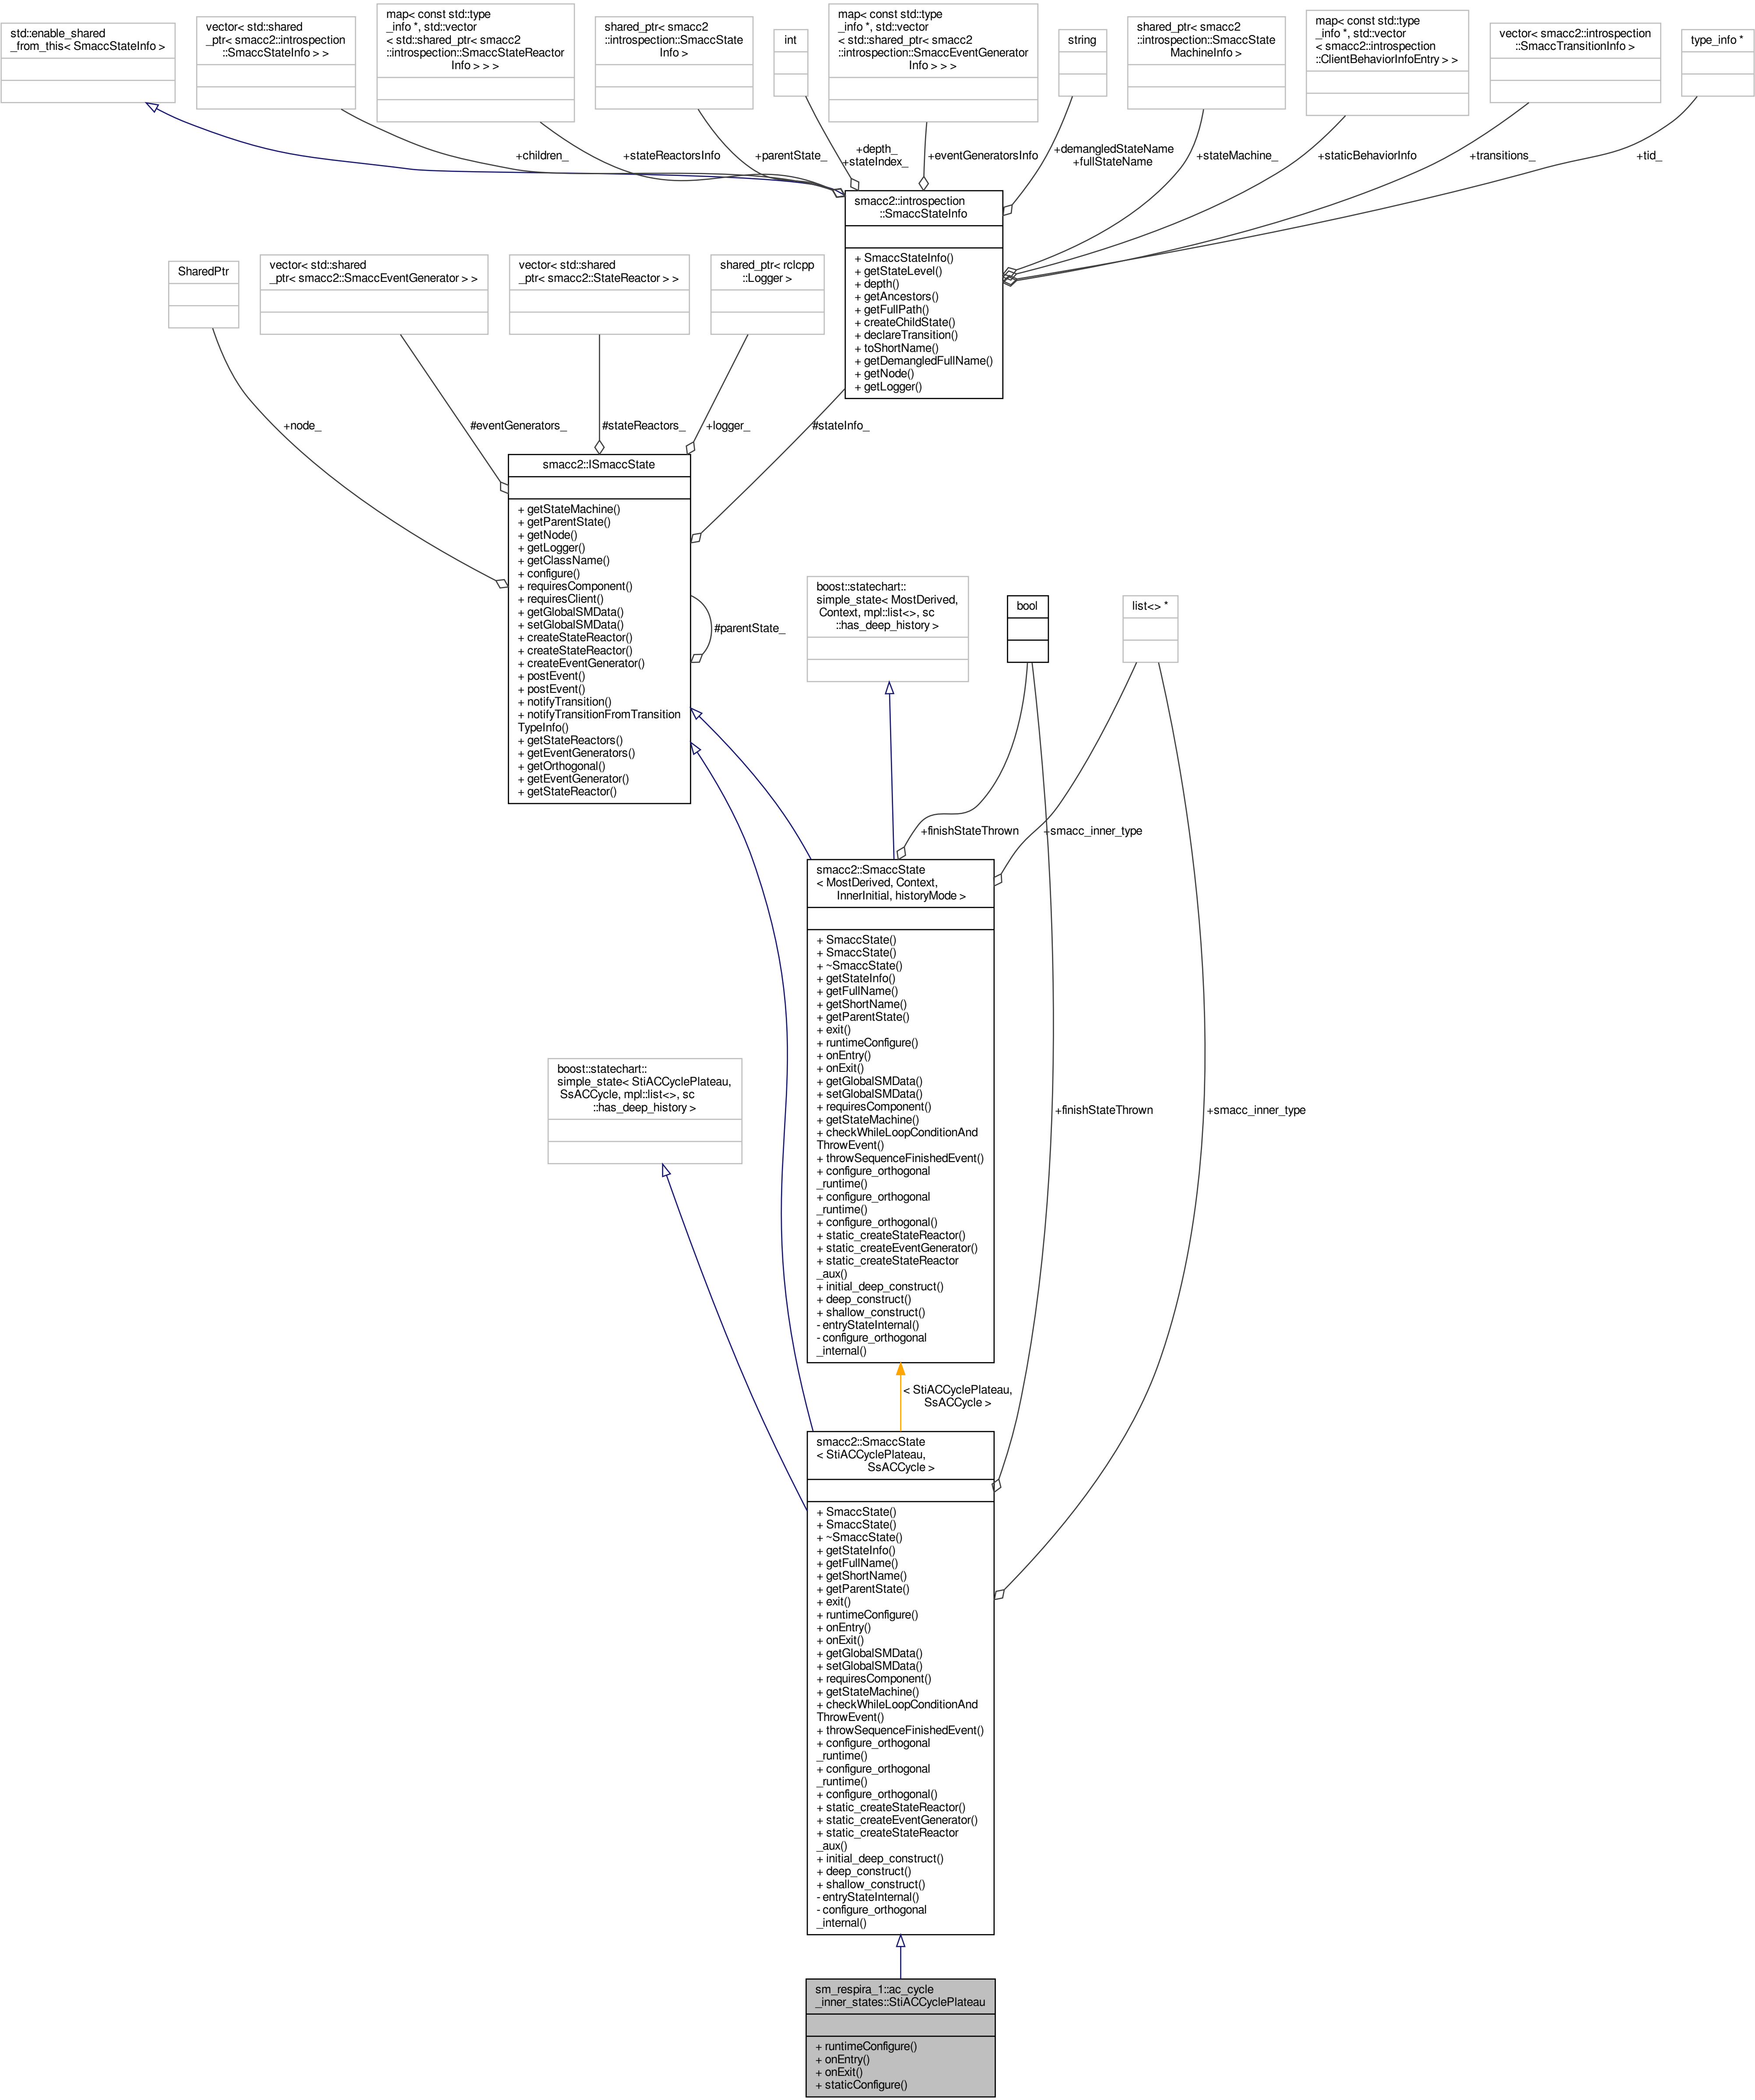 std::enable_shared
_from_this< SmaccStateInfo >
vector< std::shared
_ptr< smacc2::introspection
::SmaccStateInfo > >
map< const std::type
_info *, std::vector
< std::shared_ptr< smacc2
::introspection::SmaccStateReactor
Info > > >
shared_ptr< smacc2
::introspection::SmaccState
Info >
int
map< const std::type
_info *, std::vector
< std::shared_ptr< smacc2
::introspection::SmaccEventGenerator
Info > > >
string
shared_ptr< smacc2
::introspection::SmaccState
MachineInfo >
map< const std::type
_info *, std::vector
< smacc2::introspection
::ClientBehaviorInfoEntry > >
vector< smacc2::introspection
::SmaccTransitionInfo >
type_info *
+children_
+stateReactorsInfo
+parentState_
+depth_
+stateIndex_
+eventGeneratorsInfo
+demangledStateName
+fullStateName
+stateMachine_
+staticBehaviorInfo
+transitions_
+tid_
smacc2::introspection
::SmaccStateInfo
+ SmaccStateInfo()
+ getStateLevel()
+ depth()
+ getAncestors()
+ getFullPath()
+ createChildState()
+ declareTransition()
+ toShortName()
+ getDemangledFullName()
+ getNode()
+ getLogger()
SharedPtr
vector< std::shared
_ptr< smacc2::SmaccEventGenerator > >
vector< std::shared
_ptr< smacc2::StateReactor > >
shared_ptr< rclcpp
::Logger >
+node_
#eventGenerators_
#stateReactors_
+logger_
#stateInfo_
smacc2::ISmaccState
+ getStateMachine()
+ getParentState()
+ getNode()
+ getLogger()
+ getClassName()
+ configure()
+ requiresComponent()
+ requiresClient()
+ getGlobalSMData()
+ setGlobalSMData()
+ createStateReactor()
+ createStateReactor()
+ createEventGenerator()
+ postEvent()
+ postEvent()
+ notifyTransition()
+ notifyTransitionFromTransition
TypeInfo()
+ getStateReactors()
+ getEventGenerators()
+ getOrthogonal()
+ getEventGenerator()
+ getStateReactor()
#parentState_
boost::statechart::
simple_state< MostDerived,
Context, mpl::list<>, sc
::has_deep_history >
bool
list<> *
+finishStateThrown
+smacc_inner_type
smacc2::SmaccState
< MostDerived, Context,
InnerInitial, historyMode >
+ SmaccState()
+ SmaccState()
+ ~SmaccState()
+ getStateInfo()
+ getFullName()
+ getShortName()
+ getParentState()
+ exit()
+ runtimeConfigure()
+ onEntry()
+ onExit()
+ getGlobalSMData()
+ setGlobalSMData()
+ requiresComponent()
+ getStateMachine()
+ checkWhileLoopConditionAnd
ThrowEvent()
+ throwSequenceFinishedEvent()
+ configure_orthogonal
_runtime()
+ configure_orthogonal
_runtime()
+ configure_orthogonal()
+ static_createStateReactor()
+ static_createEventGenerator()
+ static_createStateReactor
_aux()
+ initial_deep_construct()
+ deep_construct()
+ shallow_construct()
- entryStateInternal()
- configure_orthogonal
_internal()
boost::statechart::
simple_state< StiACCyclePlateau,
SsACCycle, mpl::list<>, sc
::has_deep_history >
+finishStateThrown
+smacc_inner_type
< StiACCyclePlateau,
SsACCycle >
smacc2::SmaccState
< StiACCyclePlateau,
SsACCycle >
+ SmaccState()
+ SmaccState()
+ ~SmaccState()
+ getStateInfo()
+ getFullName()
+ getShortName()
+ getParentState()
+ exit()
+ runtimeConfigure()
+ onEntry()
+ onExit()
+ getGlobalSMData()
+ setGlobalSMData()
+ requiresComponent()
+ getStateMachine()
+ checkWhileLoopConditionAnd
ThrowEvent()
+ throwSequenceFinishedEvent()
+ configure_orthogonal
_runtime()
+ configure_orthogonal
_runtime()
+ configure_orthogonal()
+ static_createStateReactor()
+ static_createEventGenerator()
+ static_createStateReactor
_aux()
+ initial_deep_construct()
+ deep_construct()
+ shallow_construct()
- entryStateInternal()
- configure_orthogonal
_internal()
sm_respira_1::ac_cycle
_inner_states::StiACCyclePlateau
+ runtimeConfigure()
+ onEntry()
+ onExit()
+ staticConfigure()